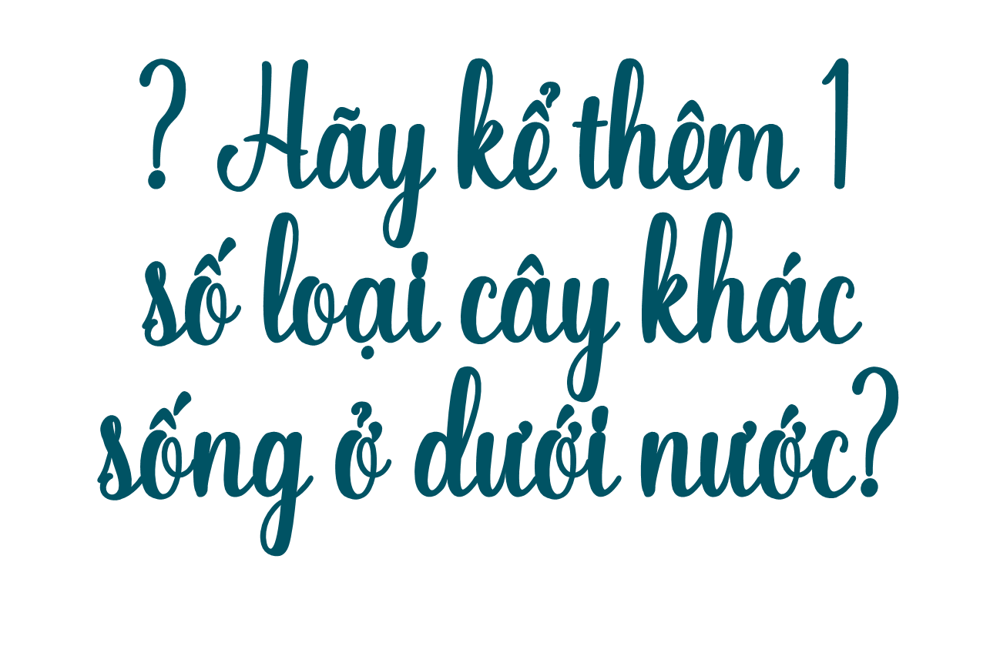 ? Hãy kể thêm 1
số loại cây khác
sống ở dưới nước?